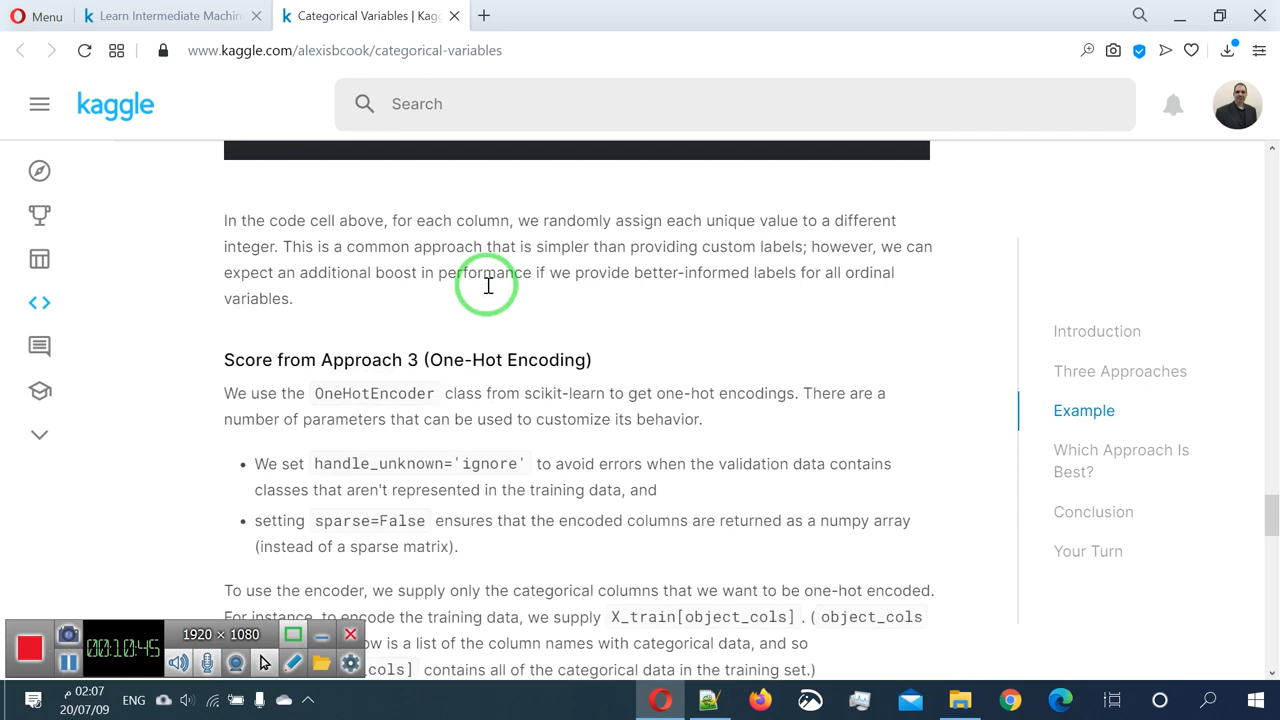 Menu
Learn Intermediate Machin
Categorical Variables | Kagg
www.kaggle.com/alexisbcook/categorical-variables
kaggle
Search
In the code cell above, for each column, we randomly assign each unique value to a different
integer. This is a common approach that is simpler than providing custom labels; however, we can
expect an additional boost in performance if we provide better-informed labels for all ordinal
variables.
Score from Approach 3 (One-Hot Encoding)
We use the OneHotEncoder class from scikit-learn to get one-hot encodings. There are a
number of parameters that can be used to customize its behavior.
• We set handle_unknown='ignore' to avoid errors when the validation data contains
classes that aren't represented in the training data, and
• setting sparse=False ensures that the encoded columns are returned as a numpy array
(instead of a sparse matrix).
To use the encoder, we supply only the categorical columns that we want to be one-hot encoded.
For instance, to encode the training data, we supply X_train[object_cols]. ( object_cols
ow is a list of the column names with categorical data, and so
_cols] contains all of the categorical data in the training set.)
Introduction
Three Approaches
Example
Which Approach Is
Best?
Conclusion
Your Turn
1920 × 1080
00:10:45
ENG
02:07 م
20/07/09